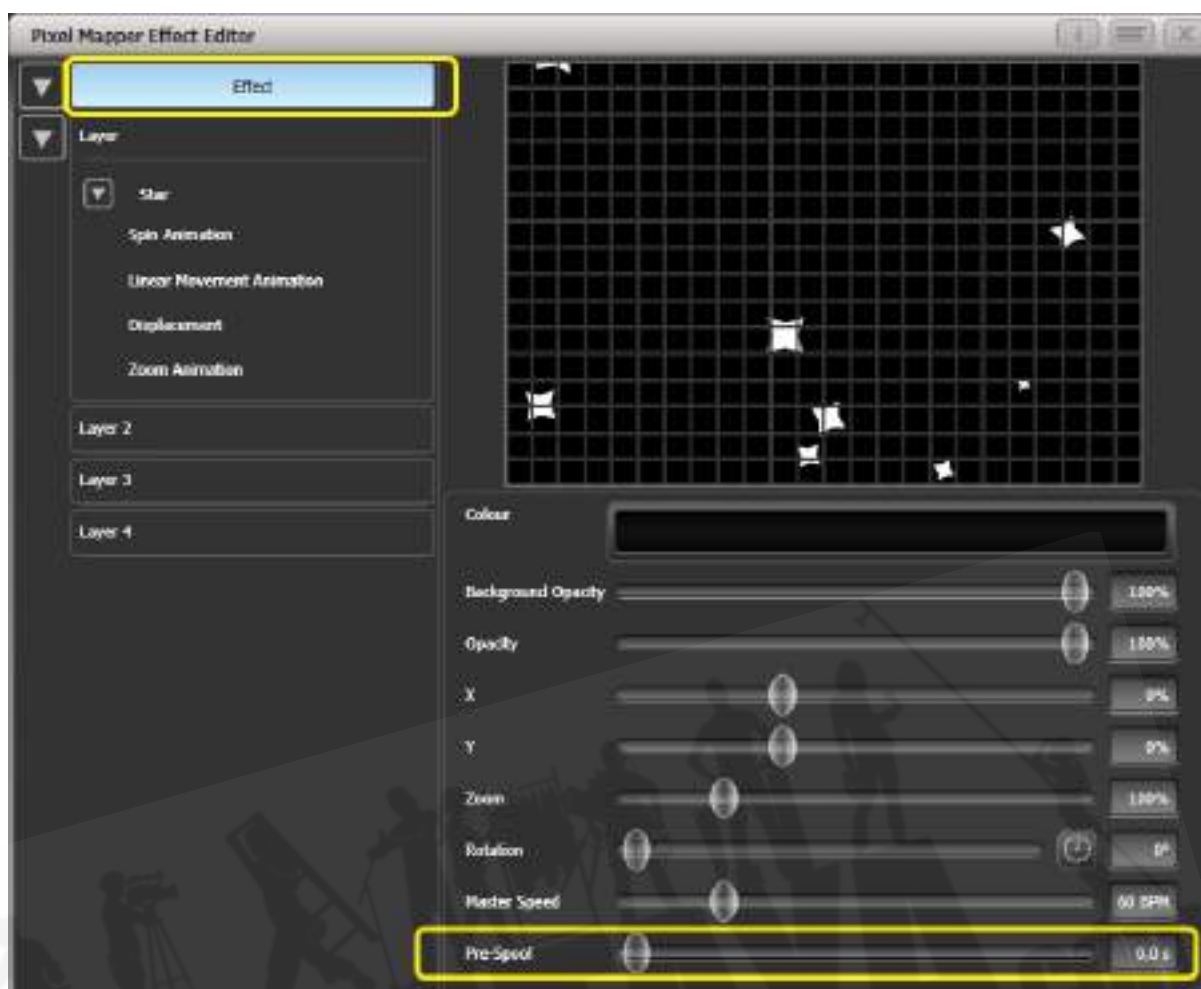 Pixel Mapper Effect Editor
Effect
Layer
Star
Spin Animation
Linear Movement Animation
Displacement
Zoom Animation
Layer 2
Layer 3
Layer 4
Colour
Background Opacity 100%
Opacity 100%
X 0%
Y 0%
Zoom 100%
Rotation 0°
Master Speed 60 BPM
Pre-Spool 0.0 s